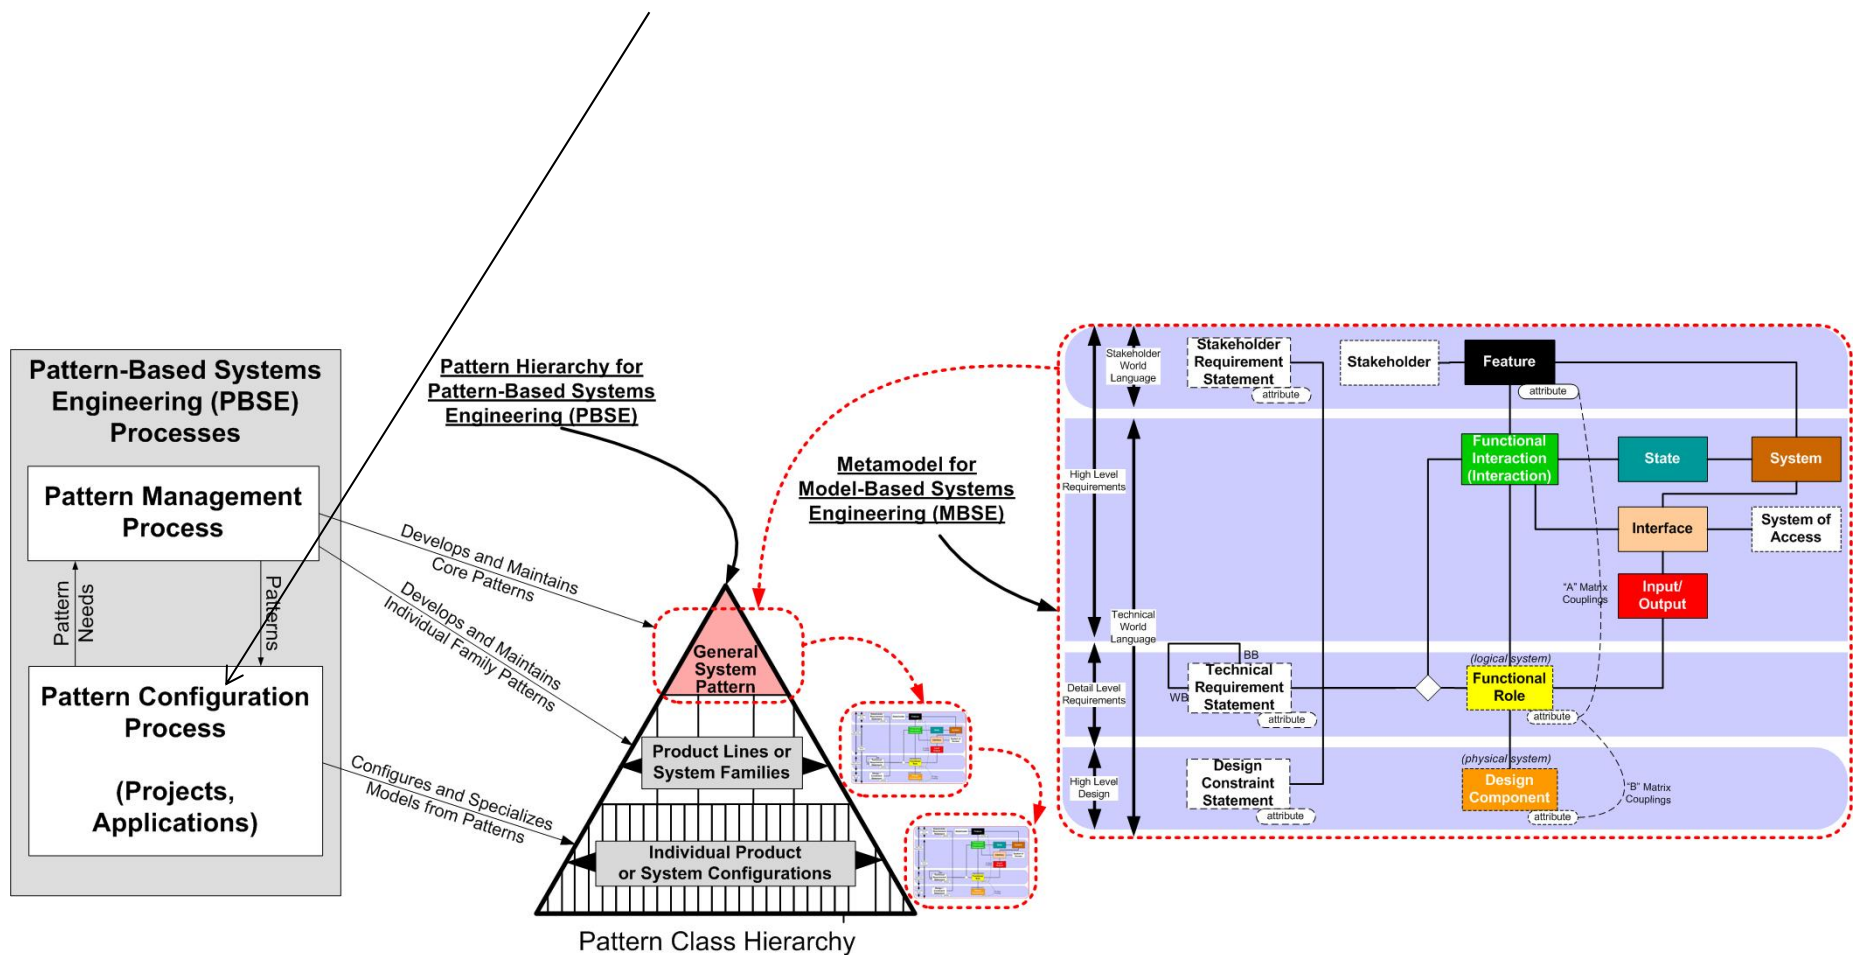 Pattern-Based Systems
Engineering (PBSE)
Processes
Pattern Management
Process
Pattern
Needs
Patterns
Pattern Configuration
Process
(Projects,
Applications)
Pattern Hierarchy for
Pattern-Based Systems
Engineering (PBSE)
Develops and Maintains
Core Patterns
Develops and Maintains
Individual Family Patterns
Configures and Specializes
Models from Patterns
General
System
Pattern
Product Lines or
System Families
Individual Product
or System Configurations
Pattern Class Hierarchy
Metamodel for
Model-Based Systems
Engineering (MBSE)
Stakeholder
World
Language
High Level
Requirements
Technical
World
Language
Detail Level
Requirements
High Level
Design
Stakeholder
Requirement
Statement
attribute
Stakeholder
Feature
attribute
Functional
Interaction
(Interaction)
State
System
Interface
System of
Access
"A" Matrix
Couplings
Input/
Output
BB
WB
Technical
Requirement
Statement
attribute
(logical system)
Functional
Role
attribute
Design
Constraint
Statement
attribute
(physical system)
Design
Component
attribute
"B" Matrix
Couplings